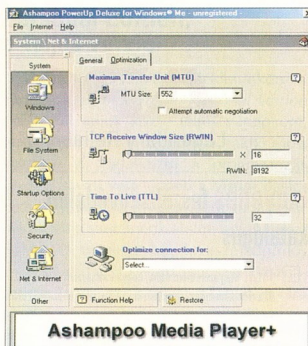 Ashampoo PowerUp Deluxe for Windows® Me - unregistered -
File Internet Help
System \ Net & Internet
System
Windows
File System
Startup Options
Security
Net & Internet
Other
General Optimization
Maximum Transfer Unit (MTU)
MTU Size: 552
Attempt automatic negotiation
TCP Receive Window Size (RWIN)
X 16
RWIN: 8192
Time To Live (TTL)
32
Optimize connection for:
Select...
Function Help Restore
Ashampoo Media Player+